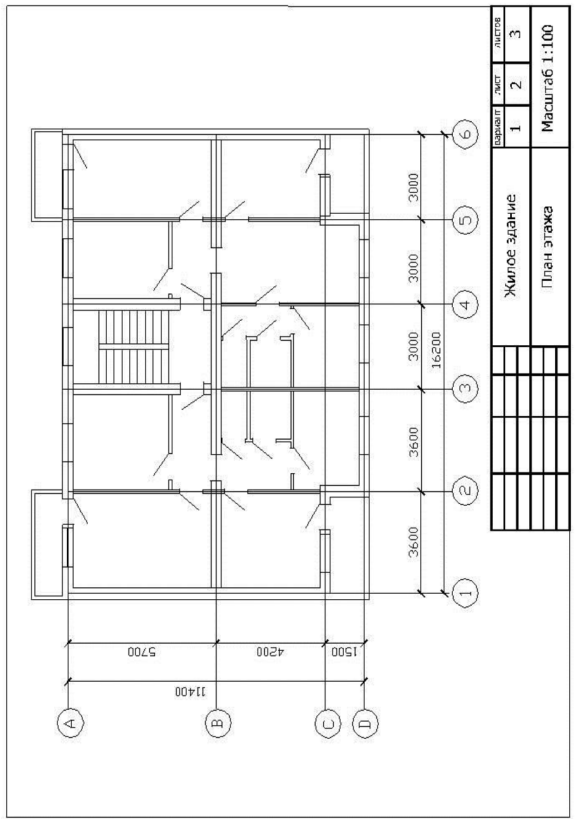 5700
4200
1500
11400
A
B
C
D
3600
3600
3000
3000
3000
16200
1
2
3
4
5
6
Жилое здание
вариант
лист
листов
1
2
3
План этажа
Масштаб 1:100